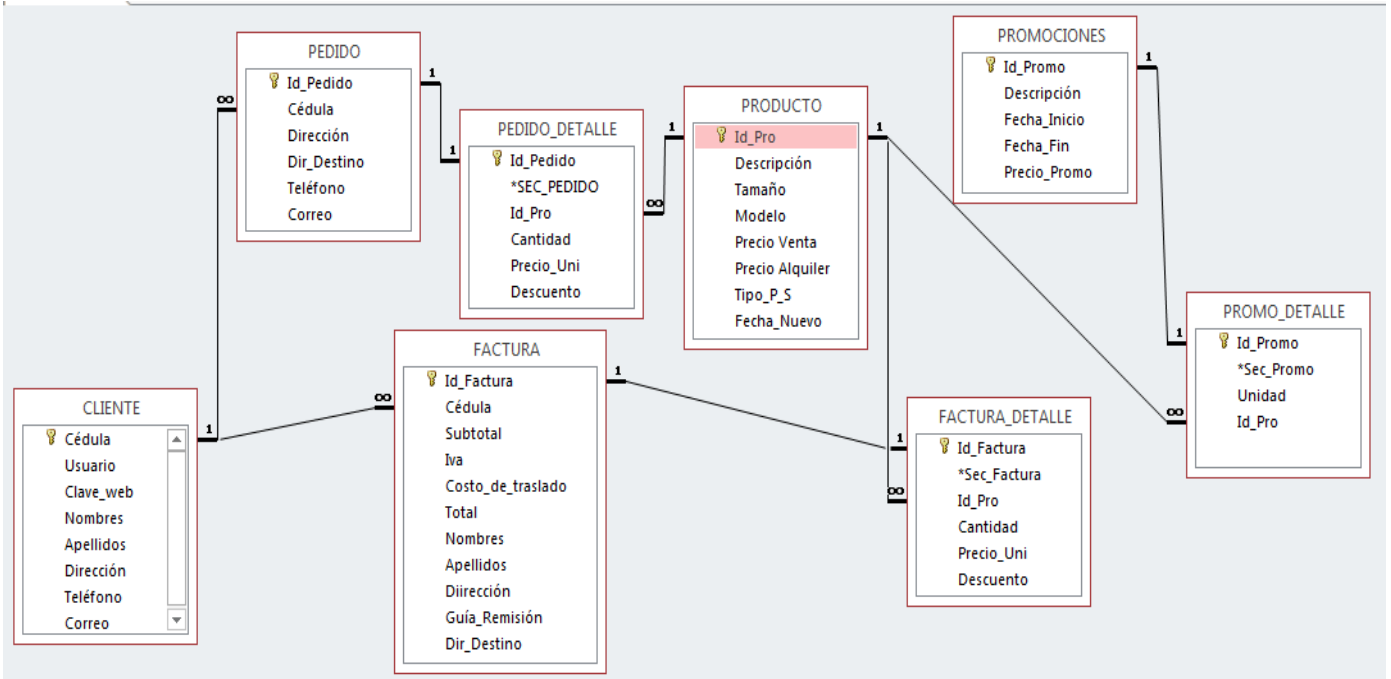 PEDIDO
Id_Pedido
Cédula
Dirección
Dir_Destino
Teléfono
Correo
PEDIDO_DETALLE
Id_Pedido
*SEC_PEDIDO
Id_Pro
Cantidad
Precio_Uni
Descuento
PRODUCTO
Id_Pro
Descripción
Tamaño
Modelo
Precio Venta
Precio Alquiler
Tipo_P_S
Fecha_Nuevo
PROMOCIONES
Id_Promo
Descripción
Fecha_Inicio
Fecha_Fin
Precio_Promo
PROMO_DETALLE
Id_Promo
*Sec_Promo
Unidad
Id_Pro
CLIENTE
Cédula
Usuario
Clave_web
Nombres
Apellidos
Dirección
Teléfono
Correo
FACTURA
Id_Factura
Cédula
Subtotal
Iva
Costo_de_traslado
Total
Nombres
Apellidos
Diirección
Guía_Remisión
Dir_Destino
FACTURA_DETALLE
Id_Factura
*Sec_Factura
Id_Pro
Cantidad
Precio_Uni
Descuento
1
∞
1
1
∞
1
1
1
∞
1
∞
1
1
∞
1